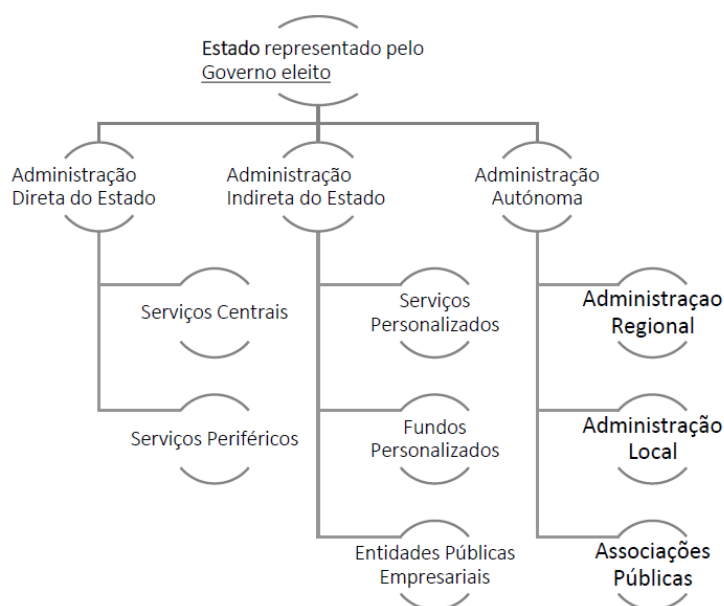 Estado representado pelo
Governo eleito
Administração
Direta do Estado
Administração
Indireta do Estado
Administração
Autónoma
Serviços Centrais
Serviços
Personalizados
Administraçao
Regional
Serviços Periféricos
Fundos
Personalizados
Administração
Local
Entidades Públicas
Empresariais
Associações
Públicas